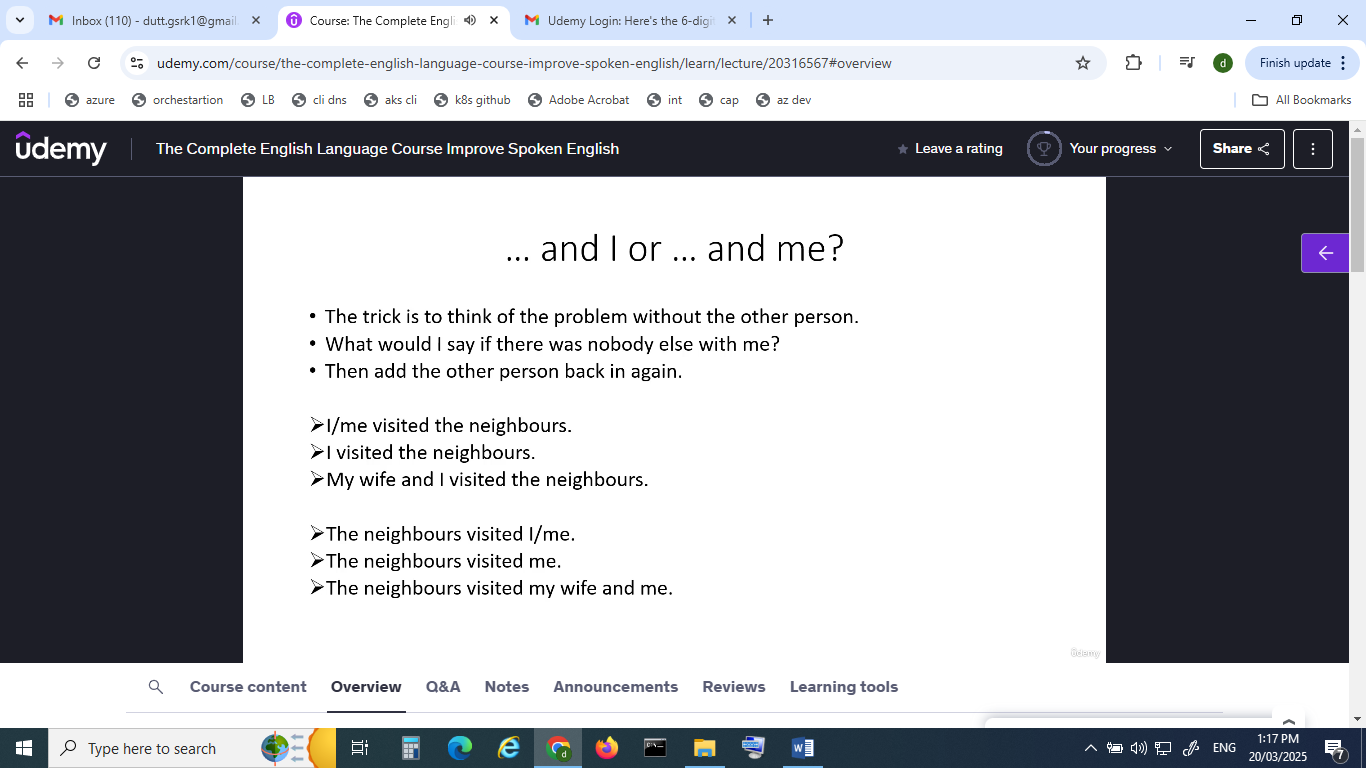 Inbox (110) - dutt.gsrk1@gmail
Course: The Complete Engli
Udemy Login: Here's the 6-digi
udemy.com/course/the-complete-english-language-course-improve-spoken-english/learn/lecture/20316567#overview
d
Finish update
azure
orchestartion
LB
cli dns
aks cli
k8s github
Adobe Acrobat
int
cap
az dev
All Bookmarks
ûdemy
The Complete English Language Course Improve Spoken English
Leave a rating
Your progress
Share
... and I or ... and me?
• The trick is to think of the problem without the other person.
• What would I say if there was nobody else with me?
• Then add the other person back in again.
➢I/me visited the neighbours.
➢I visited the neighbours.
➢My wife and I visited the neighbours.
➢The neighbours visited I/me.
➢The neighbours visited me.
➢The neighbours visited my wife and me.
ûdemy
Course content
Overview
Q&A
Notes
Announcements
Reviews
Learning tools
Type here to search
ENG
1:17 PM
20/03/2025
7